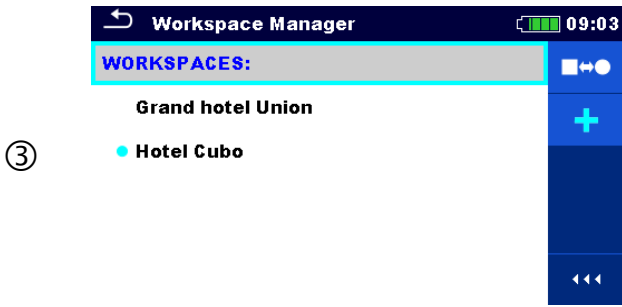 Workspace Manager 09:03
WORKSPACES:
Grand hotel Union
③ Hotel Cubo